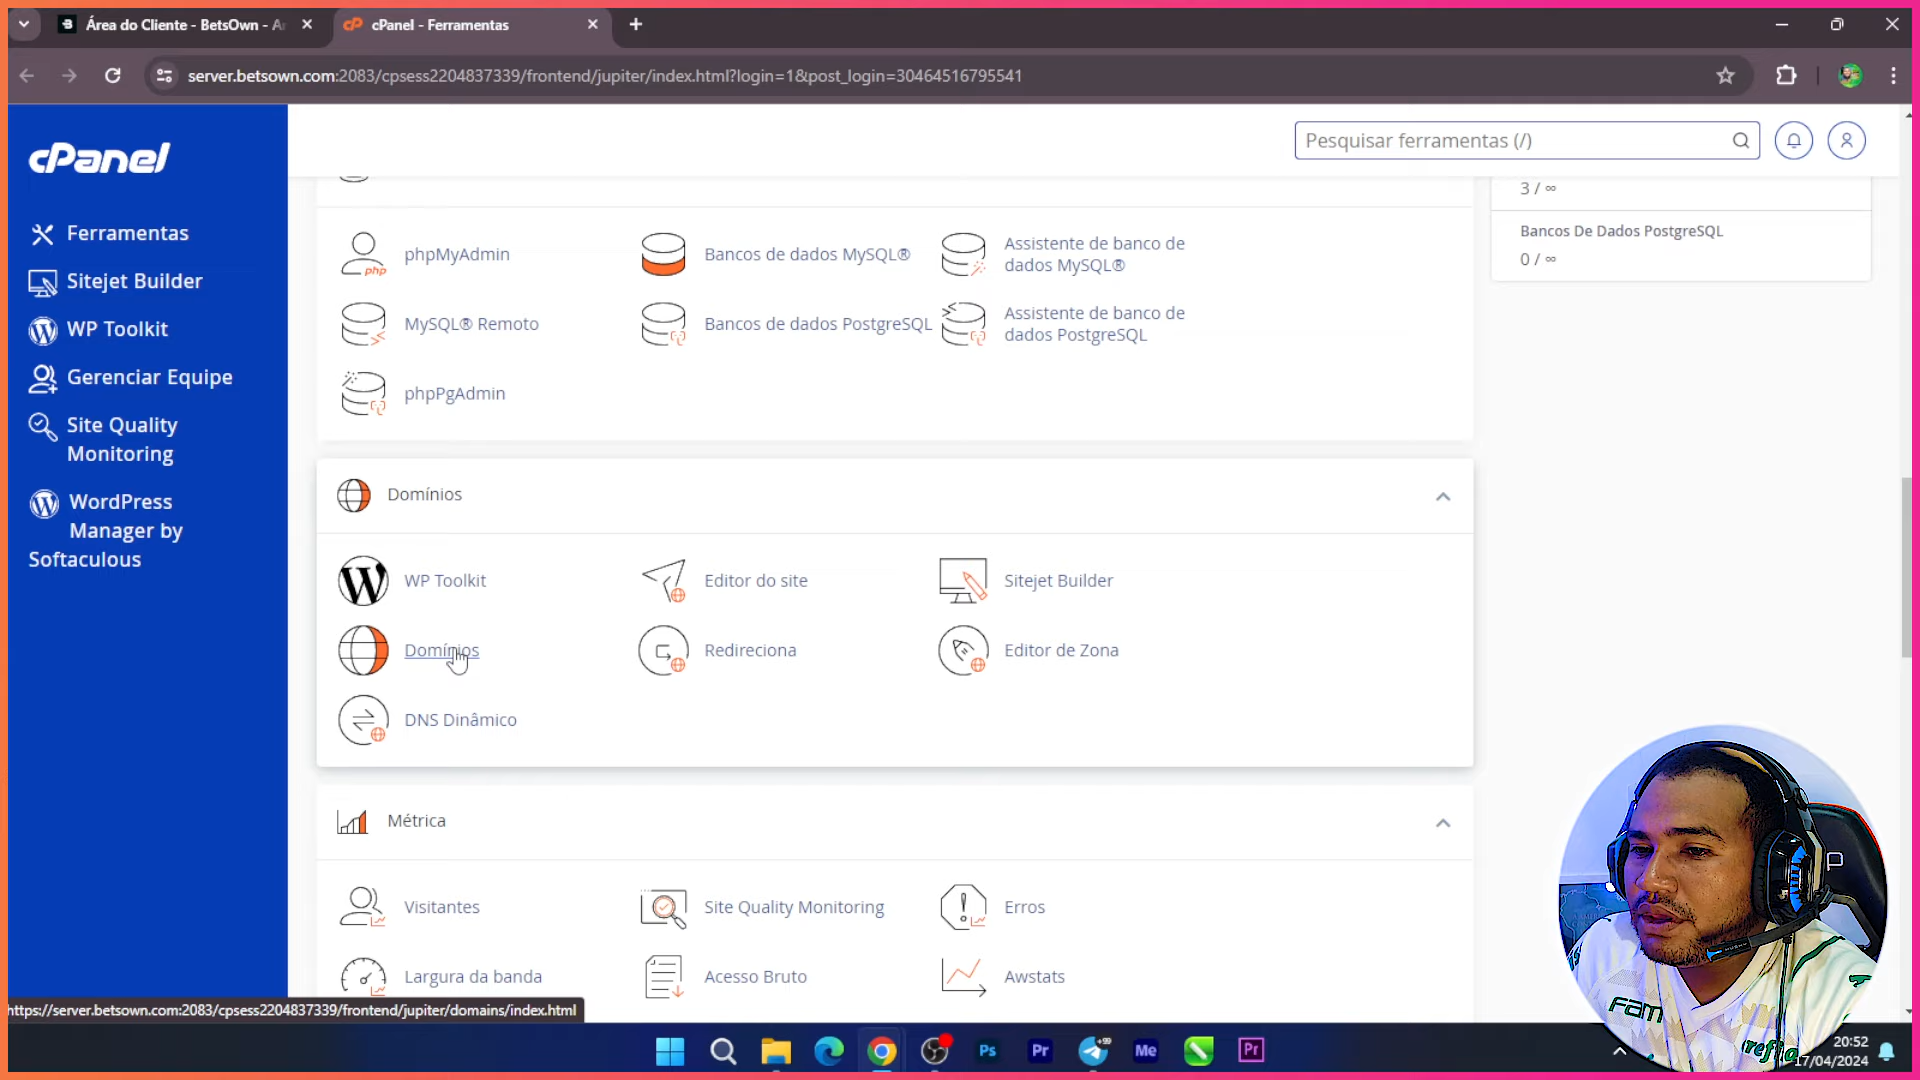 Área do Cliente - BetsOwn - A
cPanel - Ferramentas
server.betsown.com:2083/cpsess2204837339/frontend/jupiter/index.html?login=1&post_login=30464516795541
cPanel
Pesquisar ferramentas (/)
Ferramentas
Sitejet Builder
WP Toolkit
Gerenciar Equipe
Site Quality
Monitoring
WordPress
Manager by
Softaculous
3 / ∞
Bancos De Dados PostgreSQL
0 / ∞
phpMyAdmin
Bancos de dados MySQL®
Assistente de banco de
dados MySQL®
MySQL® Remoto
Bancos de dados PostgreSQL
Assistente de banco de
dados PostgreSQL
phpPgAdmin
Domínios
WP Toolkit
Editor do site
Sitejet Builder
Domínios
Redireciona
Editor de Zona
DNS Dinâmico
Métrica
Visitantes
Site Quality Monitoring
Erros
Largura da banda
Acesso Bruto
Awstats
https://server.betsown.com:2083/cpsess2204837339/frontend/jupiter/domains/index.html
Ps
Pr
+99
Me
Pr
20:52
17/04/2024